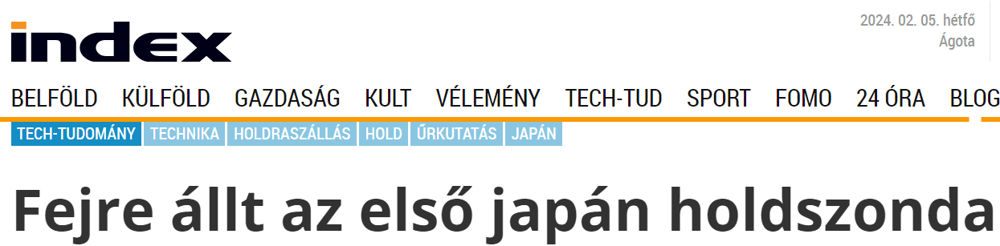 index
2024. 02. 05. hétfő
Ágota
BELFÖLD KÜLFÖLD GAZDASÁG KULT VÉLEMÉNY TECH-TUD SPORT FOMO 24 ÓRA BLOG
TECH-TUDOMÁNY TECHNIKA HOLDRASZÁLLÁS HOLD ŰRKUTATÁS JAPÁN
Fejre állt az első japán holdszonda